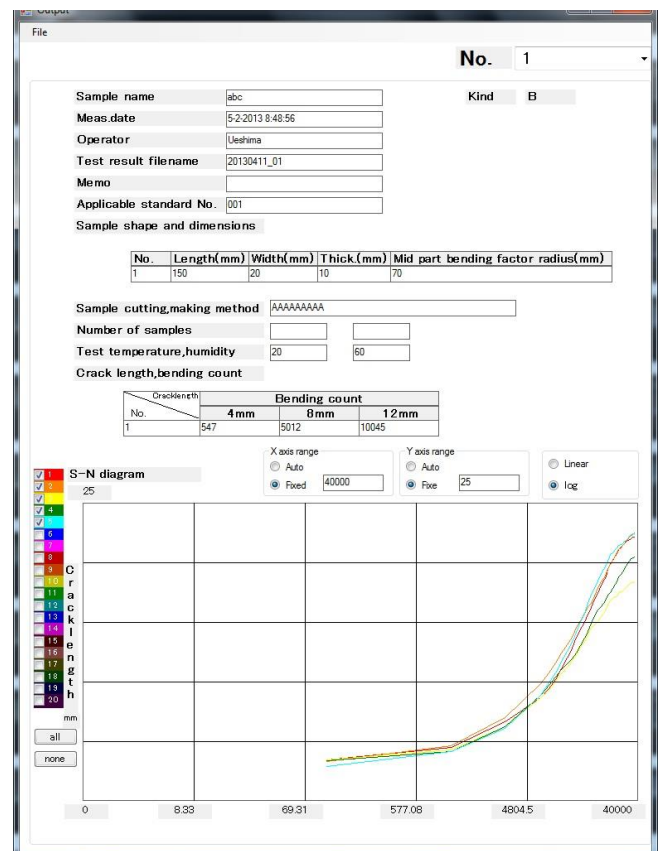 Output
File
No. 1
Sample name abc Kind B
Meas.date 5-2-2013 8:48:56
Operator Ueshima
Test result filename 20130411_01
Memo
Applicable standard No. 001
Sample shape and dimensions
No. Length(mm) Width(mm) Thick.(mm) Mid part bending factor radius(mm)
1 150 20 10 70
Sample cutting,making method AAAAAAAAA
Number of samples
Test temperature,humidity 20 60
Crack length,bending count
Cracklength Bending count
No. 4mm 8mm 12mm
1 547 5012 10045
X axis range Y axis range
Auto Auto Linear
Fixed 40000 Fixe 25 log
S-N diagram
25
1
2
3
4
5
6
7
8
9
10
11
12
13
14
15
16
17
18
19
20
Crack length
mm
all
none
0 8.33 69.31 577.08 4804.5 40000